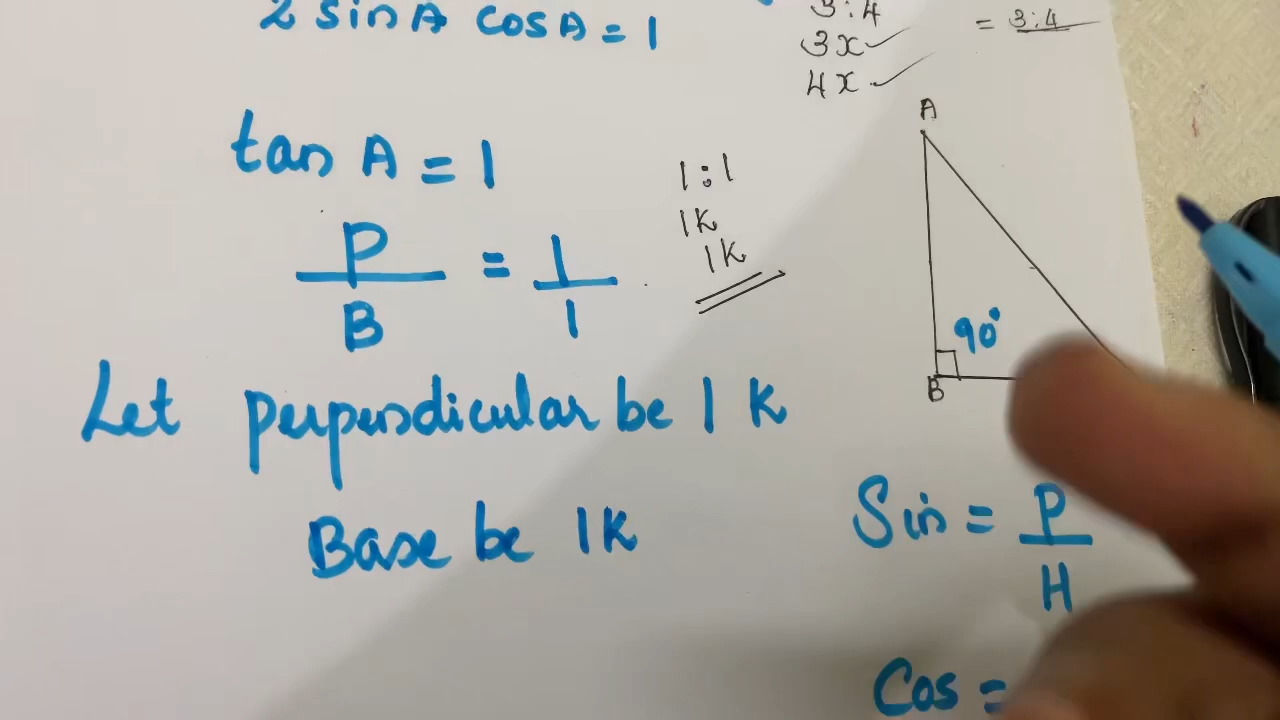 2 sin A cos A = 1
3:4
3x
4x
= 3:4
tan A = 1
P/B = 1/1
1:1
1k
1k
A
90°
B
Let perpendicular be 1 k
Base be 1k
Sin = P/H
Cos =